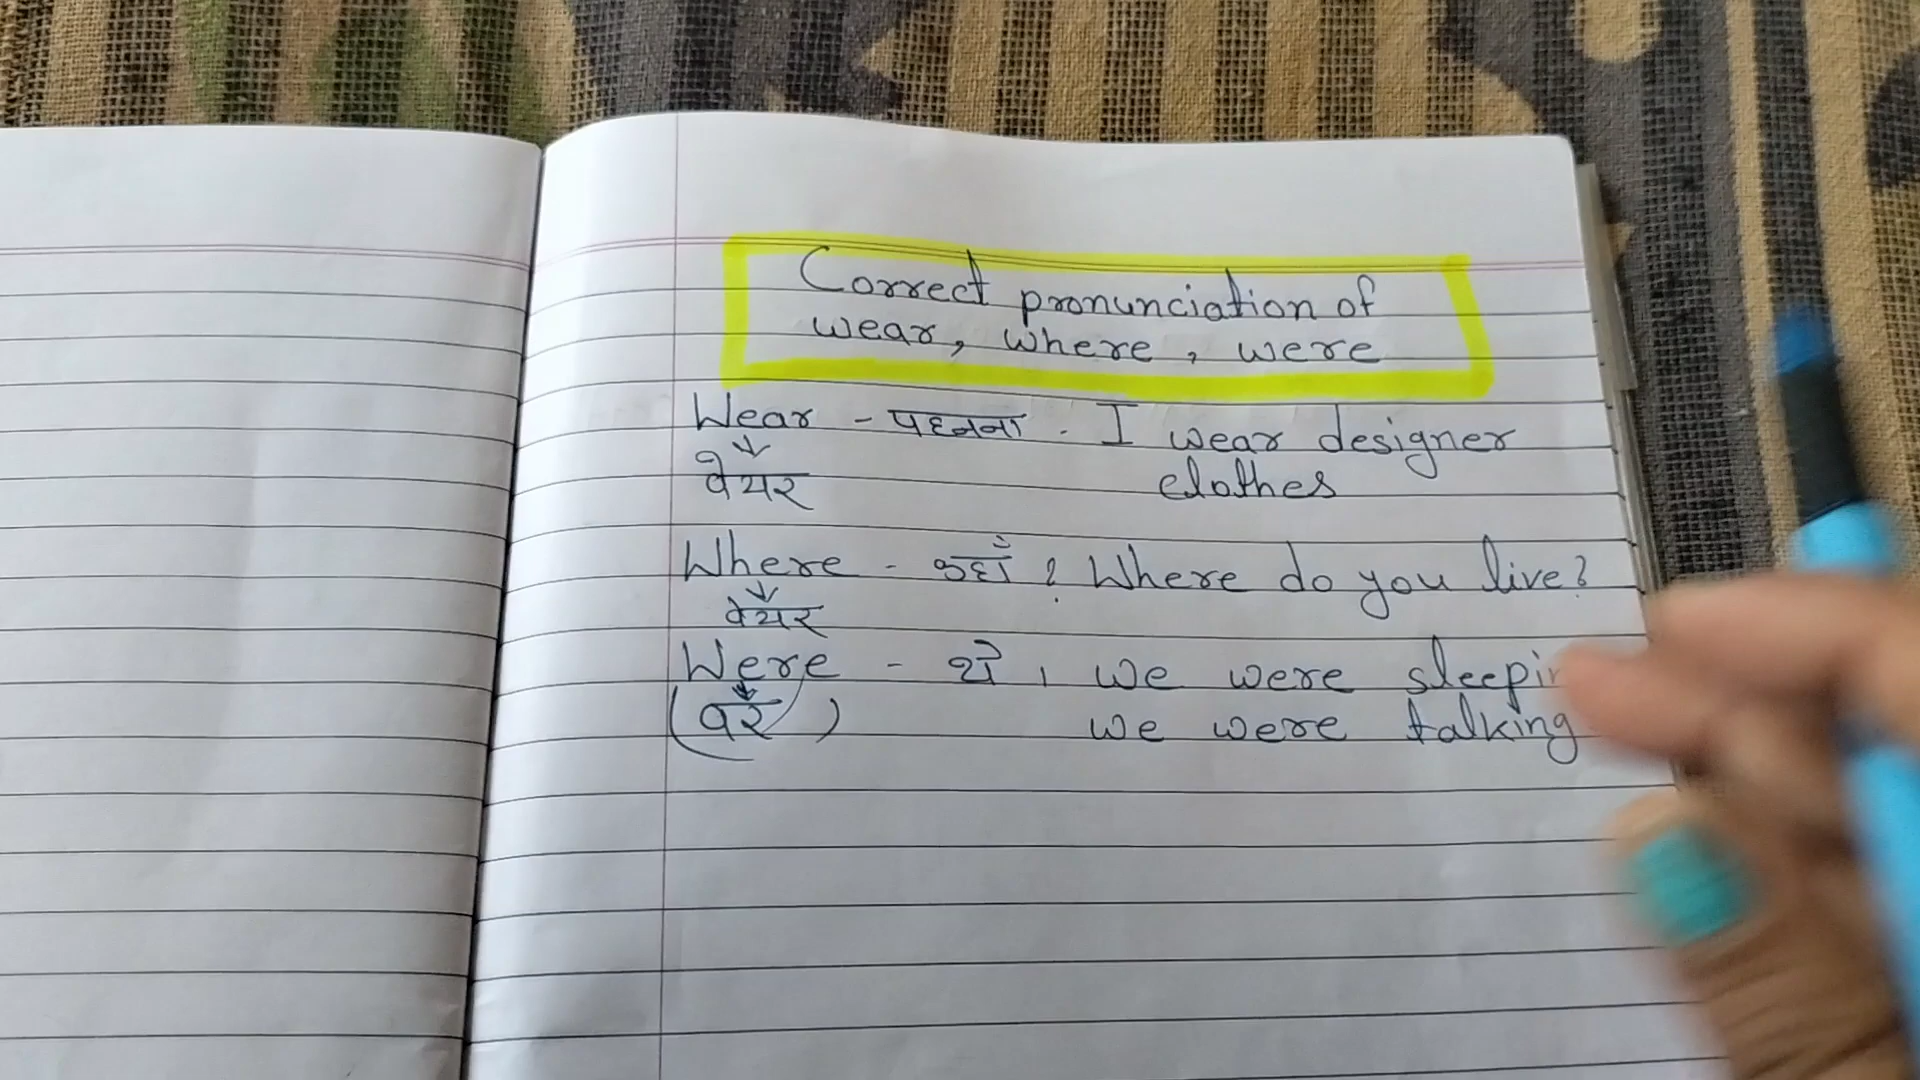 Correct pronunciation of
wear, where, were
Wear - पहनना - I wear designer
वेयर clothes
Where - कहाँ ? Where do you live?
वेयर
Were - थे, we were
(वर) we were talking